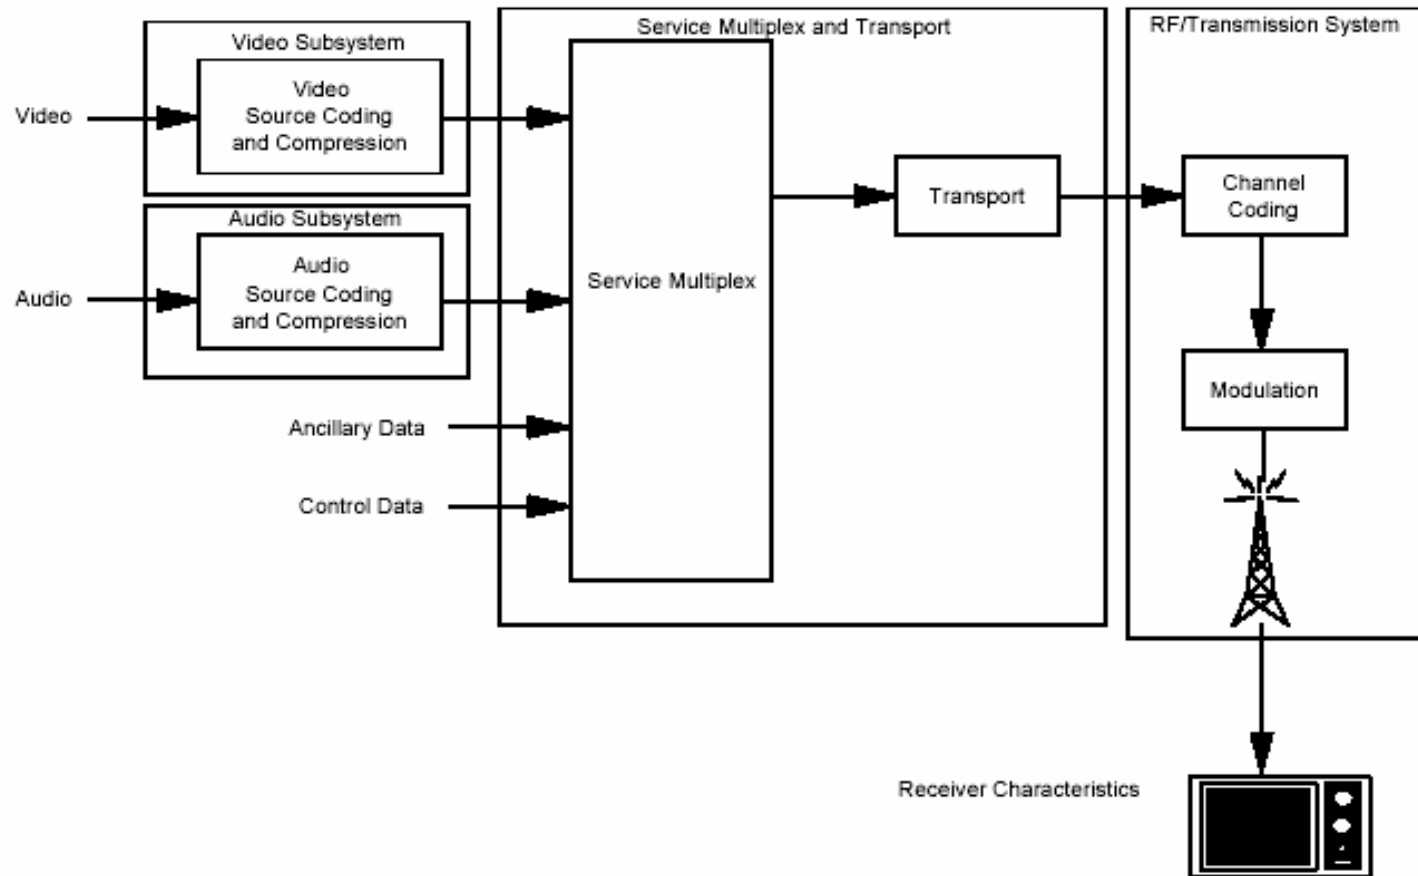 Service Multiplex and Transport
RF/Transmission System
Video Subsystem
Video
Source Coding
and Compression
Video
Audio Subsystem
Audio
Source Coding
and Compression
Audio
Ancillary Data
Control Data
Service Multiplex
Transport
Channel
Coding
Modulation
Receiver Characteristics